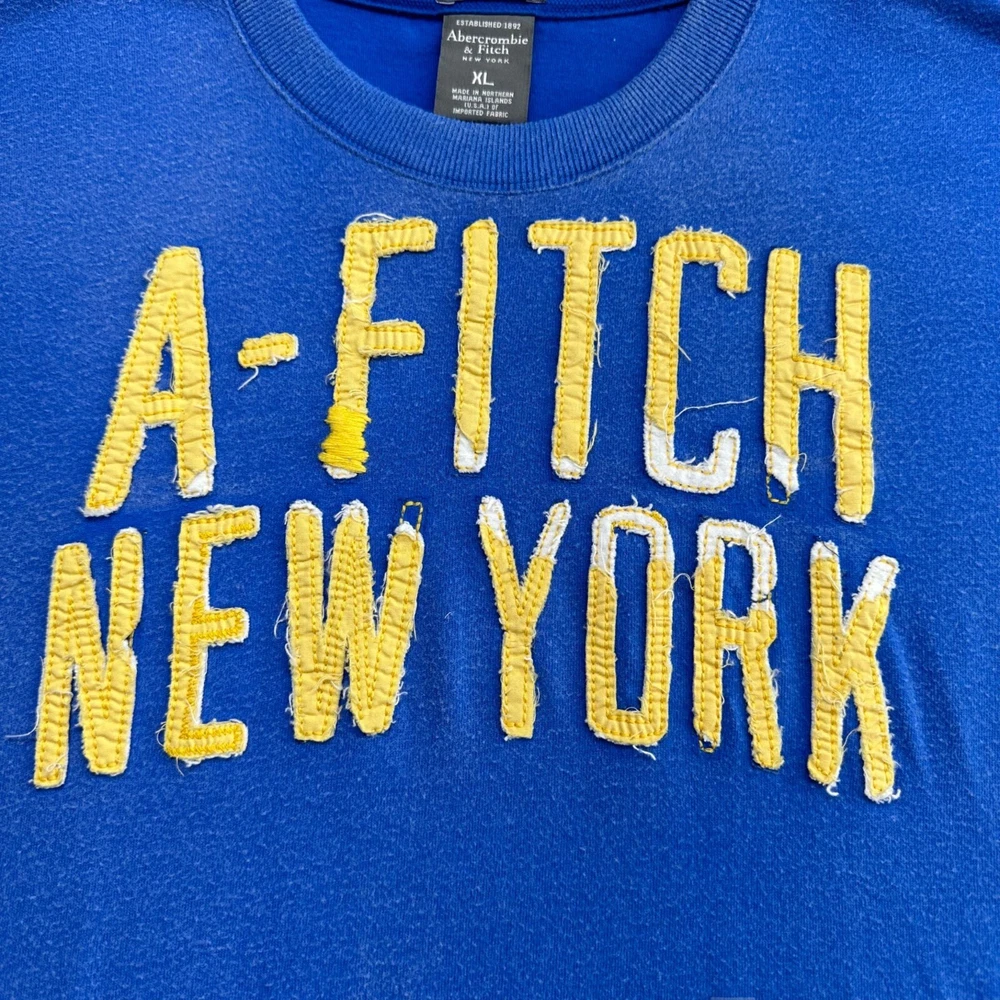 ESTABLISHED 1892
Abercrombie
& Fitch
NEW YORK
XL
MADE IN NORTHERN
MARIANA ISLANDS
(U.S.A.) OF
IMPORTED FABRIC
A-FITCH
NEW YORK